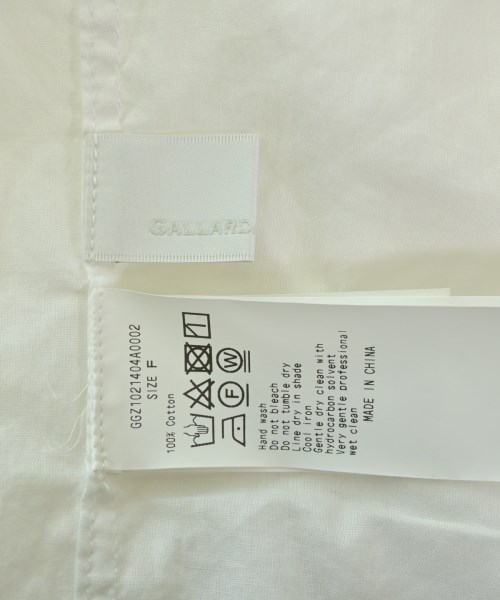 GALLARD
GGZ1021404A0002
SIZE F
100% Cotton
Hand wash
Do not bleach
Do not tumble dry
Line dry in shade
Cool iron
Gentle dry clean with
hydrocarbon solvent
Very gentle professional
wet clean
MADE IN CHINA